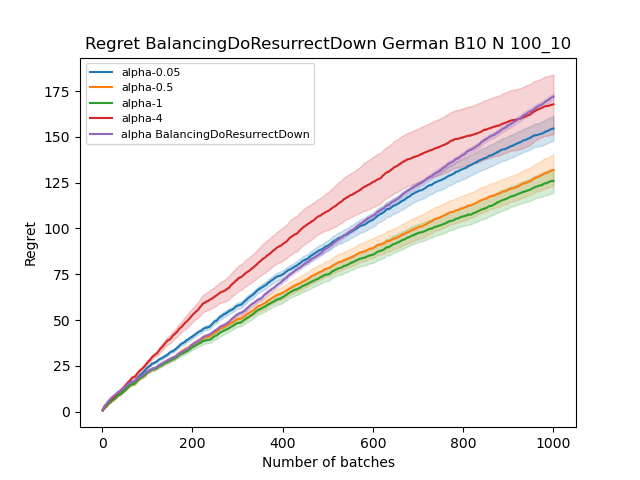 Regret BalancingDoResurrectDown German B10 N 100_10
alpha-0.05
alpha-0.5
alpha-1
alpha-4
alpha BalancingDoResurrectDown
175
150
125
100
75
50
25
0
Regret
0 200 400 600 800 1000
Number of batches